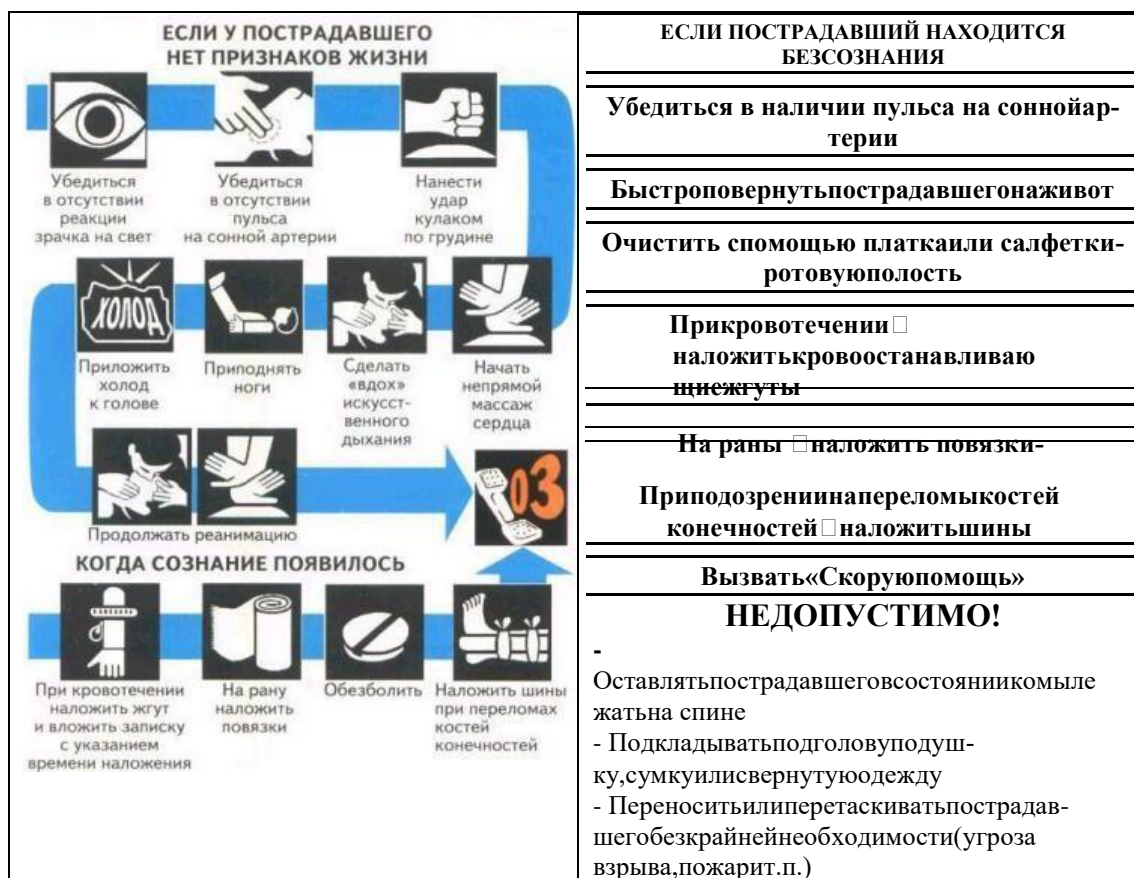 ЕСЛИ У ПОСТРАДАВШЕГО
НЕТ ПРИЗНАКОВ ЖИЗНИ
Убедиться
в отсутствии
реакции
зрачка на свет
Убедиться
в отсутствии
пульса
на сонной артерии
Нанести
удар
кулаком
по грудине
ХОЛОД
Приложить
холод
к голове
Приподнять
ноги
Сделать
«вдох»
искусст-
венного
дыхания
Начать
непрямой
массаж
сердца
Продолжать реанимацию
03
КОГДА СОЗНАНИЕ ПОЯВИЛОСЬ
При кровотечении
наложить жгут
и вложить записку
с указанием
времени наложения
На рану
наложить
повязки
Обезболить
Наложить шины
при переломах
костей
конечностей
ЕСЛИ ПОСТРАДАВШИЙ НАХОДИТСЯ
БЕЗСОЗНАНИЯ
Убедиться в наличии пульса на соннойар-
терии
Быстроповернутьпострадавшегонаживот
Очистить спомощью платкаили салфетки-
ротовуюполость
Прикровотечении□
наложитькровоостанавливаю
щиежгуты
На раны □наложить повязки-
Приподозрениинапереломыкостей
конечностей□наложитьшины
Вызвать«Скоруюпомощь»
НЕДОПУСТИМО!
-
Оставлятьпострадавшеговсостояниикомыле
жатьна спине
- Подкладыватьподголовуподуш-
ку,сумкуилисвернутуюодежду
- Переноситьилиперетаскиватьпострадав-
шегобезкрайнейнеобходимости(угроза
взрыва,пожарит.п.)